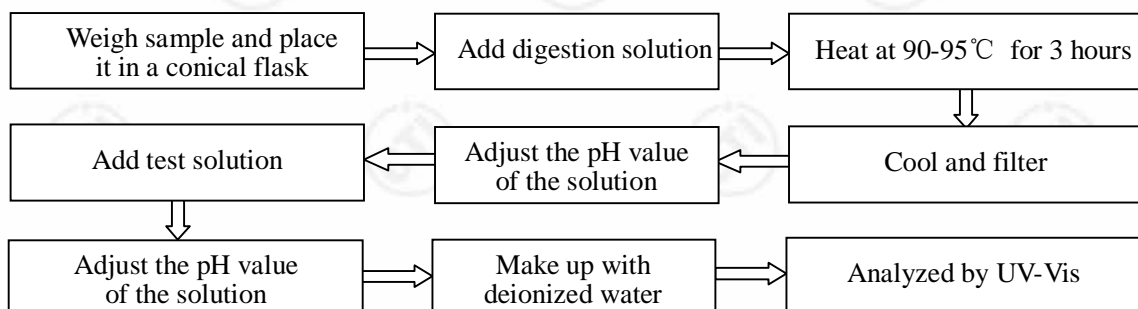 Weigh sample and place
it in a conical flask
Add digestion solution
Heat at 90-95℃ for 3 hours
Cool and filter
Adjust the pH value
of the solution
Add test solution
Adjust the pH value
of the solution
Make up with
deionized water
Analyzed by UV-Vis